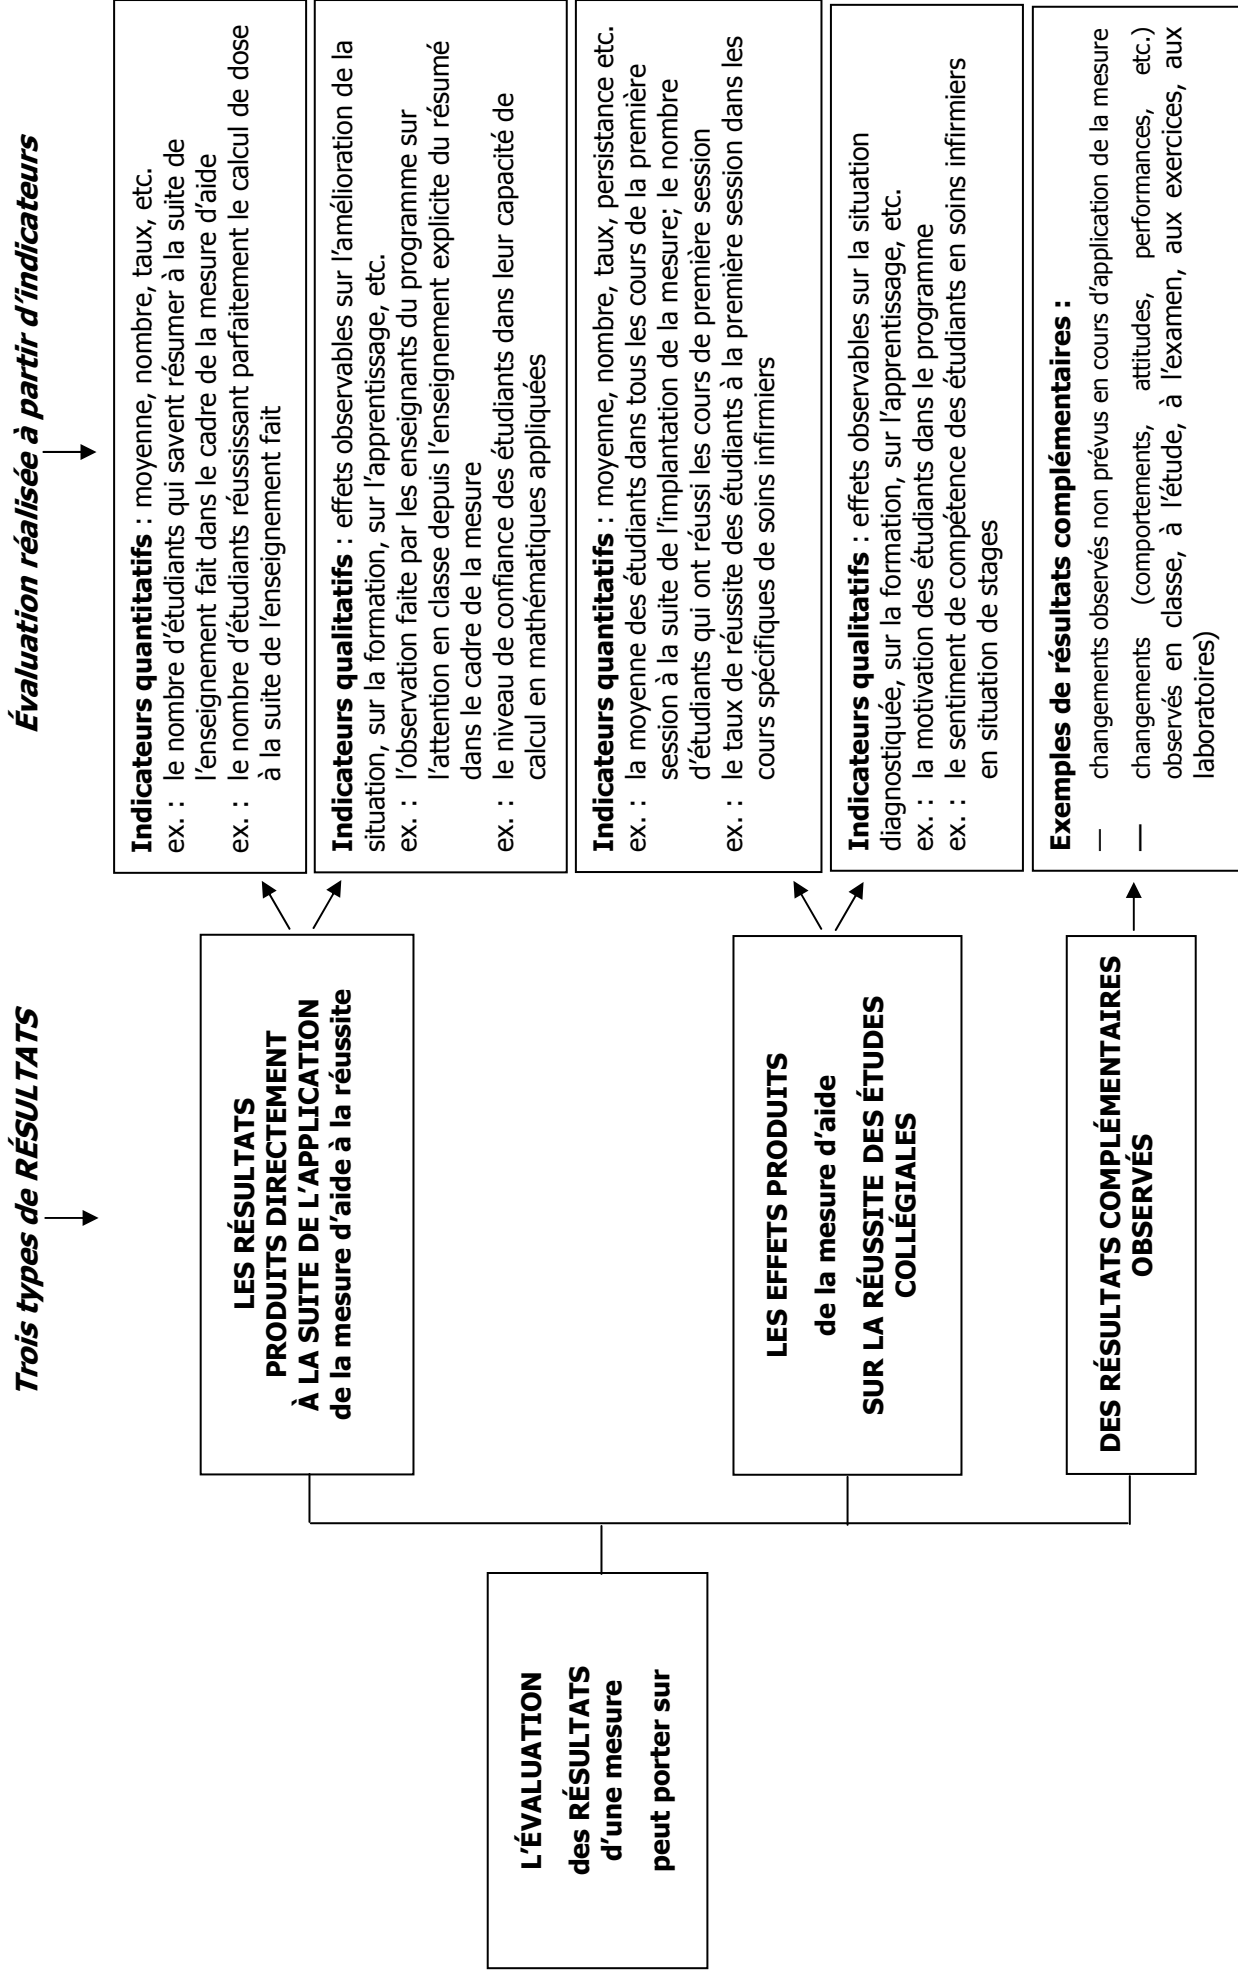 Trois types de RÉSULTATS
Évaluation réalisée à partir d'indicateurs
L'ÉVALUATION
des RÉSULTATS
d'une mesure
peut porter sur
LES RÉSULTATS
PRODUITS DIRECTEMENT
À LA SUITE DE L'APPLICATION
de la mesure d'aide à la réussite
Indicateurs quantitatifs : moyenne, nombre, taux, etc.
ex. : le nombre d'étudiants qui savent résumer à la suite de
l'enseignement fait dans le cadre de la mesure d'aide
ex. : le nombre d'étudiants réussissant parfaitement le calcul de dose
à la suite de l'enseignement fait
Indicateurs qualitatifs : effets observables sur l'amélioration de la
situation, sur la formation, sur l'apprentissage, etc.
ex. : l'observation faite par les enseignants du programme sur
l'attention en classe depuis l'enseignement explicite du résumé
dans le cadre de la mesure
ex. : le niveau de confiance des étudiants dans leur capacité de
calcul en mathématiques appliquées
LES EFFETS PRODUITS
de la mesure d'aide
SUR LA RÉUSSITE DES ÉTUDES
COLLÉGIALES
Indicateurs quantitatifs : moyenne, nombre, taux, persistance etc.
ex. : la moyenne des étudiants dans tous les cours de la première
session à la suite de l'implantation de la mesure; le nombre
d'étudiants qui ont réussi les cours de première session
ex. : le taux de réussite des étudiants à la première session dans les
cours spécifiques de soins infirmiers
Indicateurs qualitatifs : effets observables sur la situation
diagnostiquée, sur la formation, sur l'apprentissage, etc.
ex. : la motivation des étudiants dans le programme
ex. : le sentiment de compétence des étudiants en soins infirmiers
en situation de stages
DES RÉSULTATS COMPLÉMENTAIRES
OBSERVÉS
Exemples de résultats complémentaires :
— changements observés non prévus en cours d'application de la mesure
— changements (comportements, attitudes, performances, etc.)
observés en classe, à l'étude, à l'examen, aux exercices, aux
laboratoires)